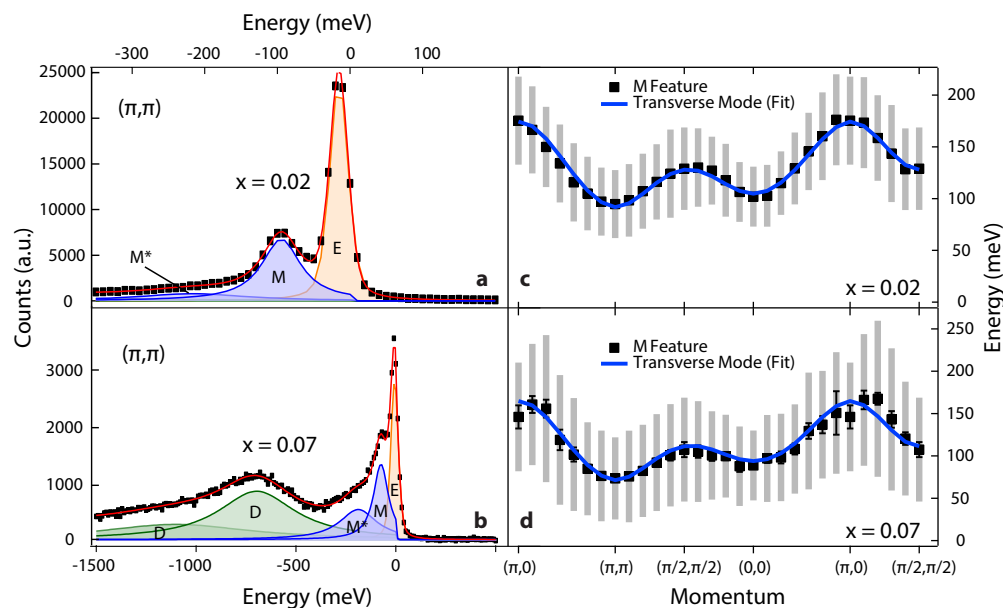 Energy (meV)
-300 -200 -100 0 100
25000
20000
15000
10000
5000
0
Counts (a.u.)
(π,π)
x = 0.02
M*
M
E
a
3000
2000
1000
0
(π,π)
x = 0.07
D
D
M*
M
E
b
-1500 -1000 -500 0
Energy (meV)
M Feature
Transverse Mode (Fit)
200
150
100
50
0
c
x = 0.02
Energy (meV)
M Feature
Transverse Mode (Fit)
250
200
150
100
50
0
d
x = 0.07
(π,0) (π,π) (π/2,π/2) (0,0) (π,0) (π/2,π/2)
Momentum